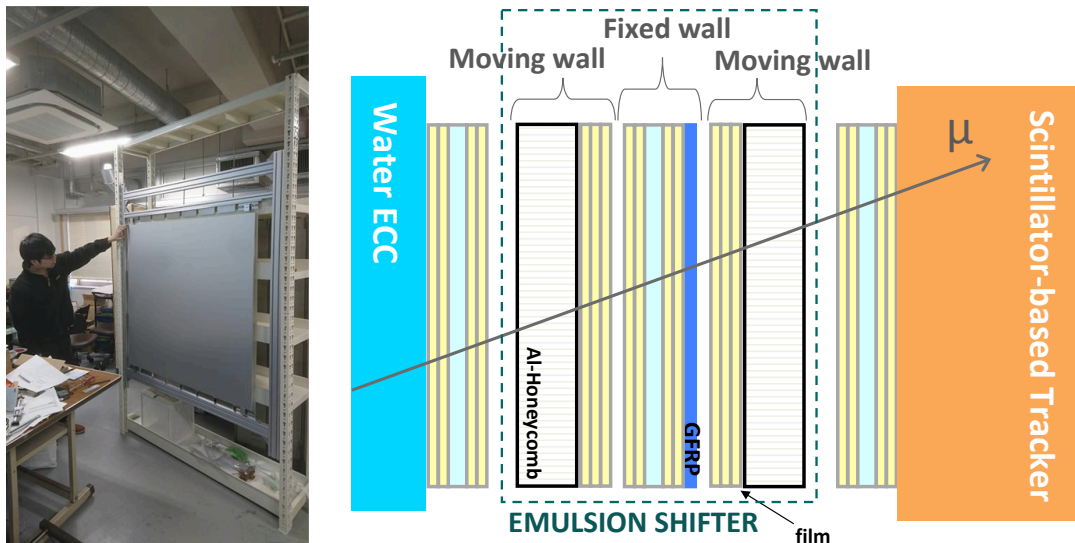 Fixed wall
Moving wall
Moving wall
Water ECC
Al-Honeycomb
GFRP
μ
Scintillator-based Tracker
EMULSION SHIFTER
film